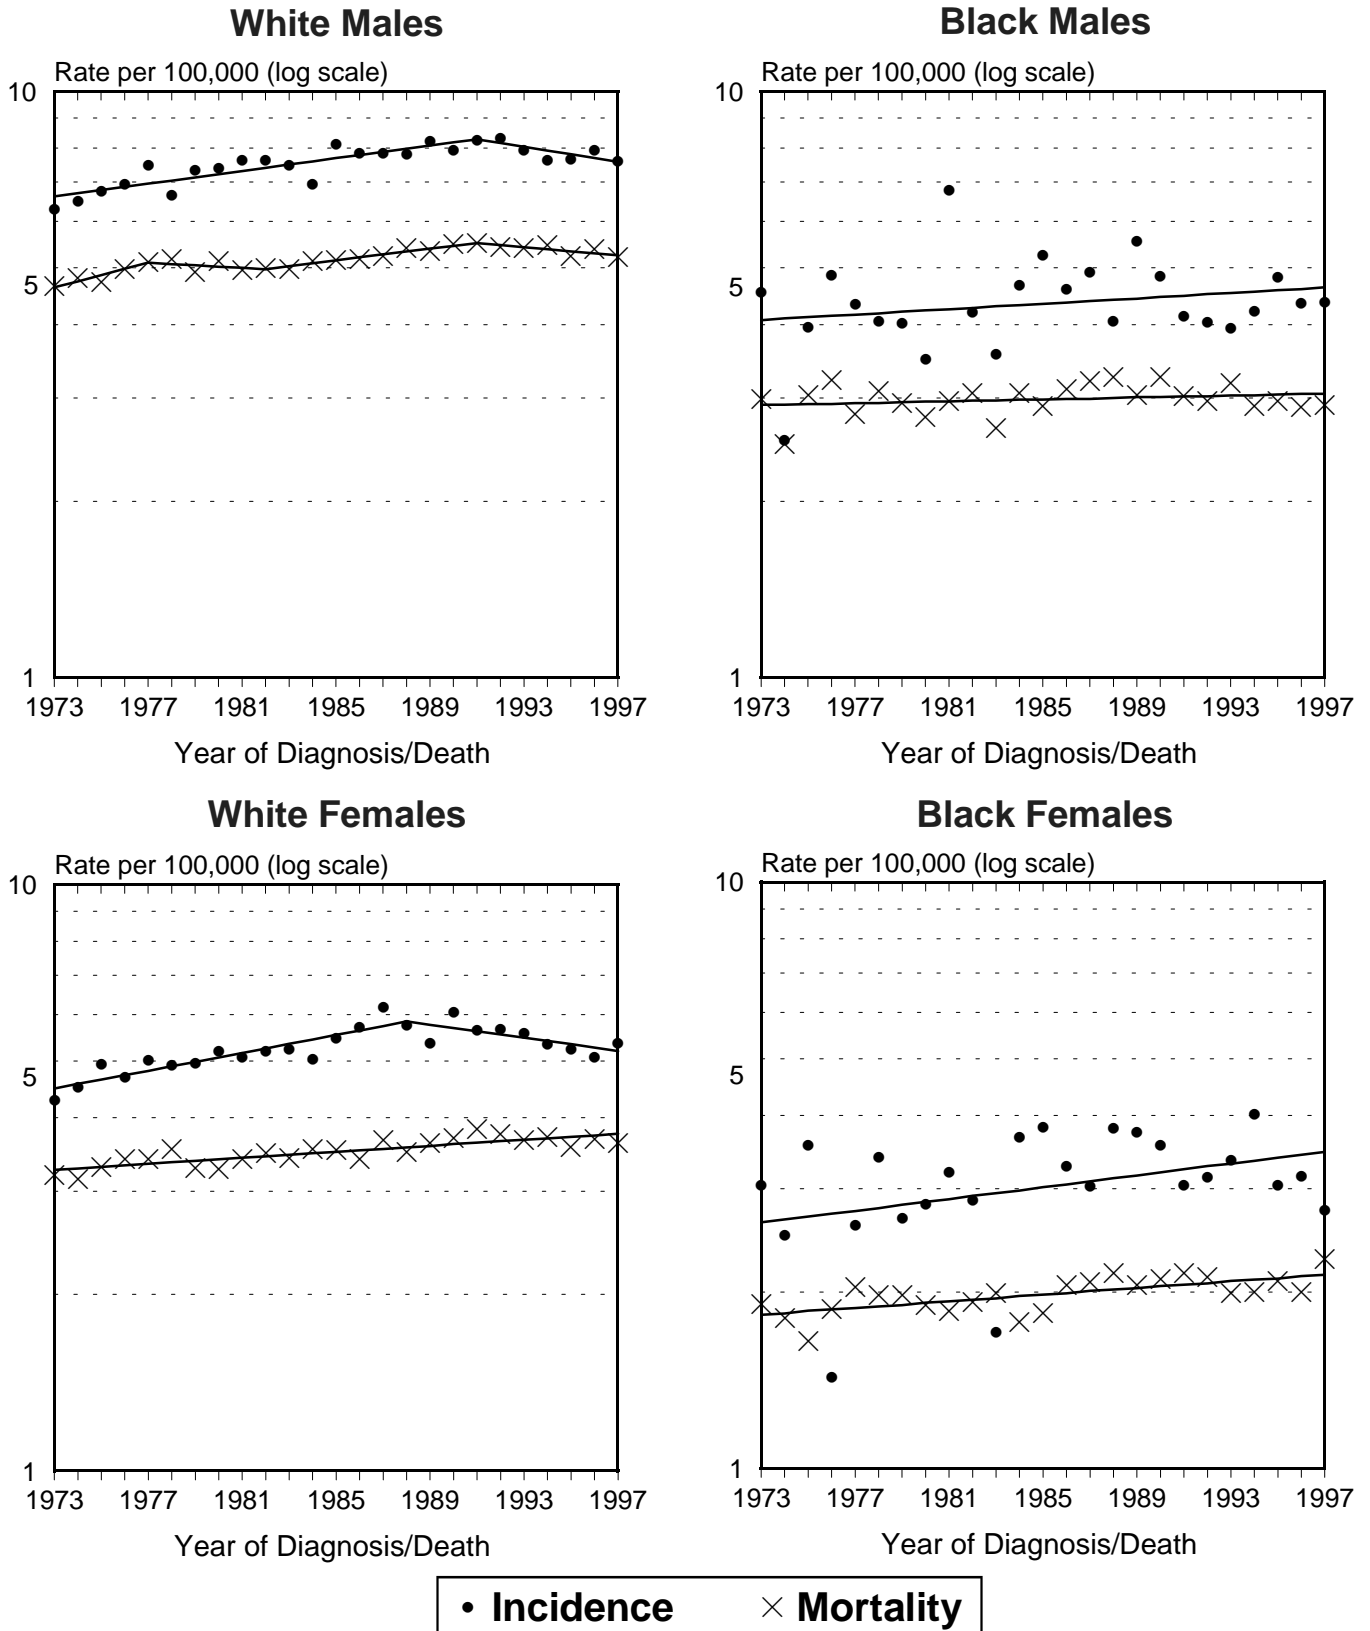 White Males
Rate per 100,000 (log scale)
10
5
1
1973 1977 1981 1985 1989 1993 1997
Year of Diagnosis/Death
Black Males
Rate per 100,000 (log scale)
10
5
1
1973 1977 1981 1985 1989 1993 1997
Year of Diagnosis/Death
White Females
Rate per 100,000 (log scale)
10
5
1
1973 1977 1981 1985 1989 1993 1997
Year of Diagnosis/Death
Black Females
Rate per 100,000 (log scale)
10
5
1
1973 1977 1981 1985 1989 1993 1997
Year of Diagnosis/Death
Incidence Mortality